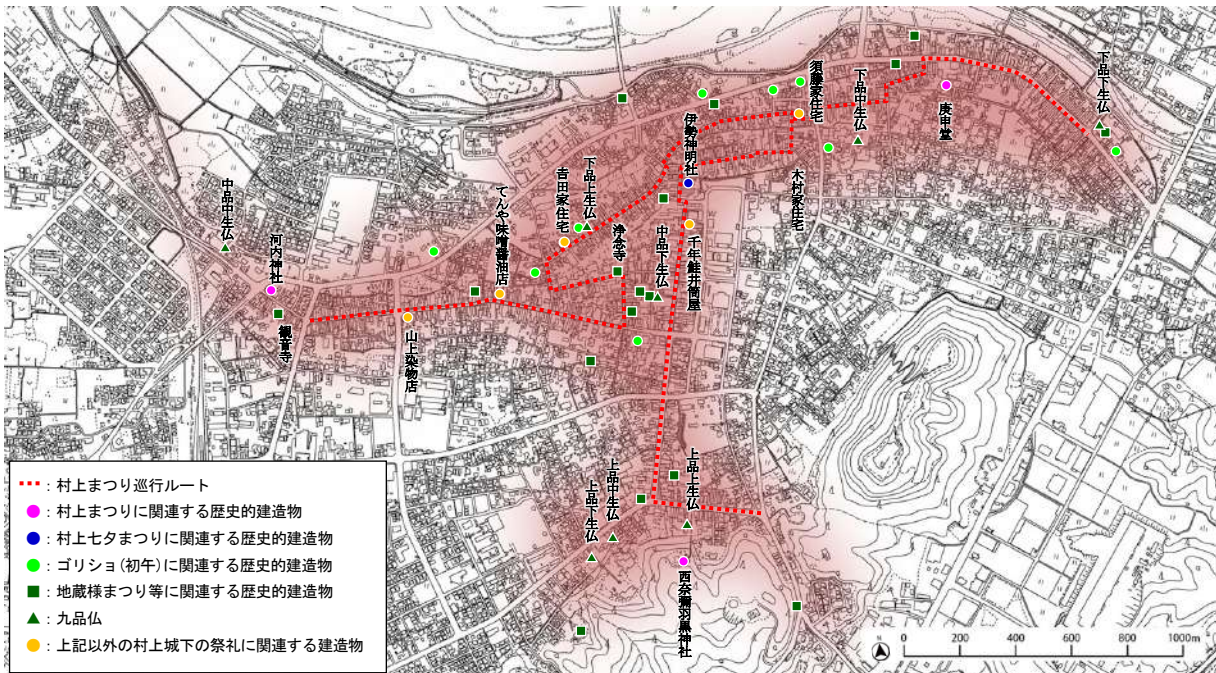 須藤家住宅
下品中生仏
下品下生仏
庚申堂
伊勢神明社
木村家住宅
下品上生仏
吉田家住宅
てんや味噌醤油店
浄念寺
中品下生仏
千年鮭井筒屋
中品中生仏
河内神社
観音寺
山上染物店
上品上生仏
上品中生仏
上品下生仏
西奈彌羽黒神社
：村上まつり巡行ルート
：村上まつりに関連する歴史的建造物
：村上七夕まつりに関連する歴史的建造物
：ゴリショ(初午)に関連する歴史的建造物
：地蔵様まつり等に関連する歴史的建造物
：九品仏
：上記以外の村上城下の祭礼に関連する建造物
N
0 200 400 600 800 1000m